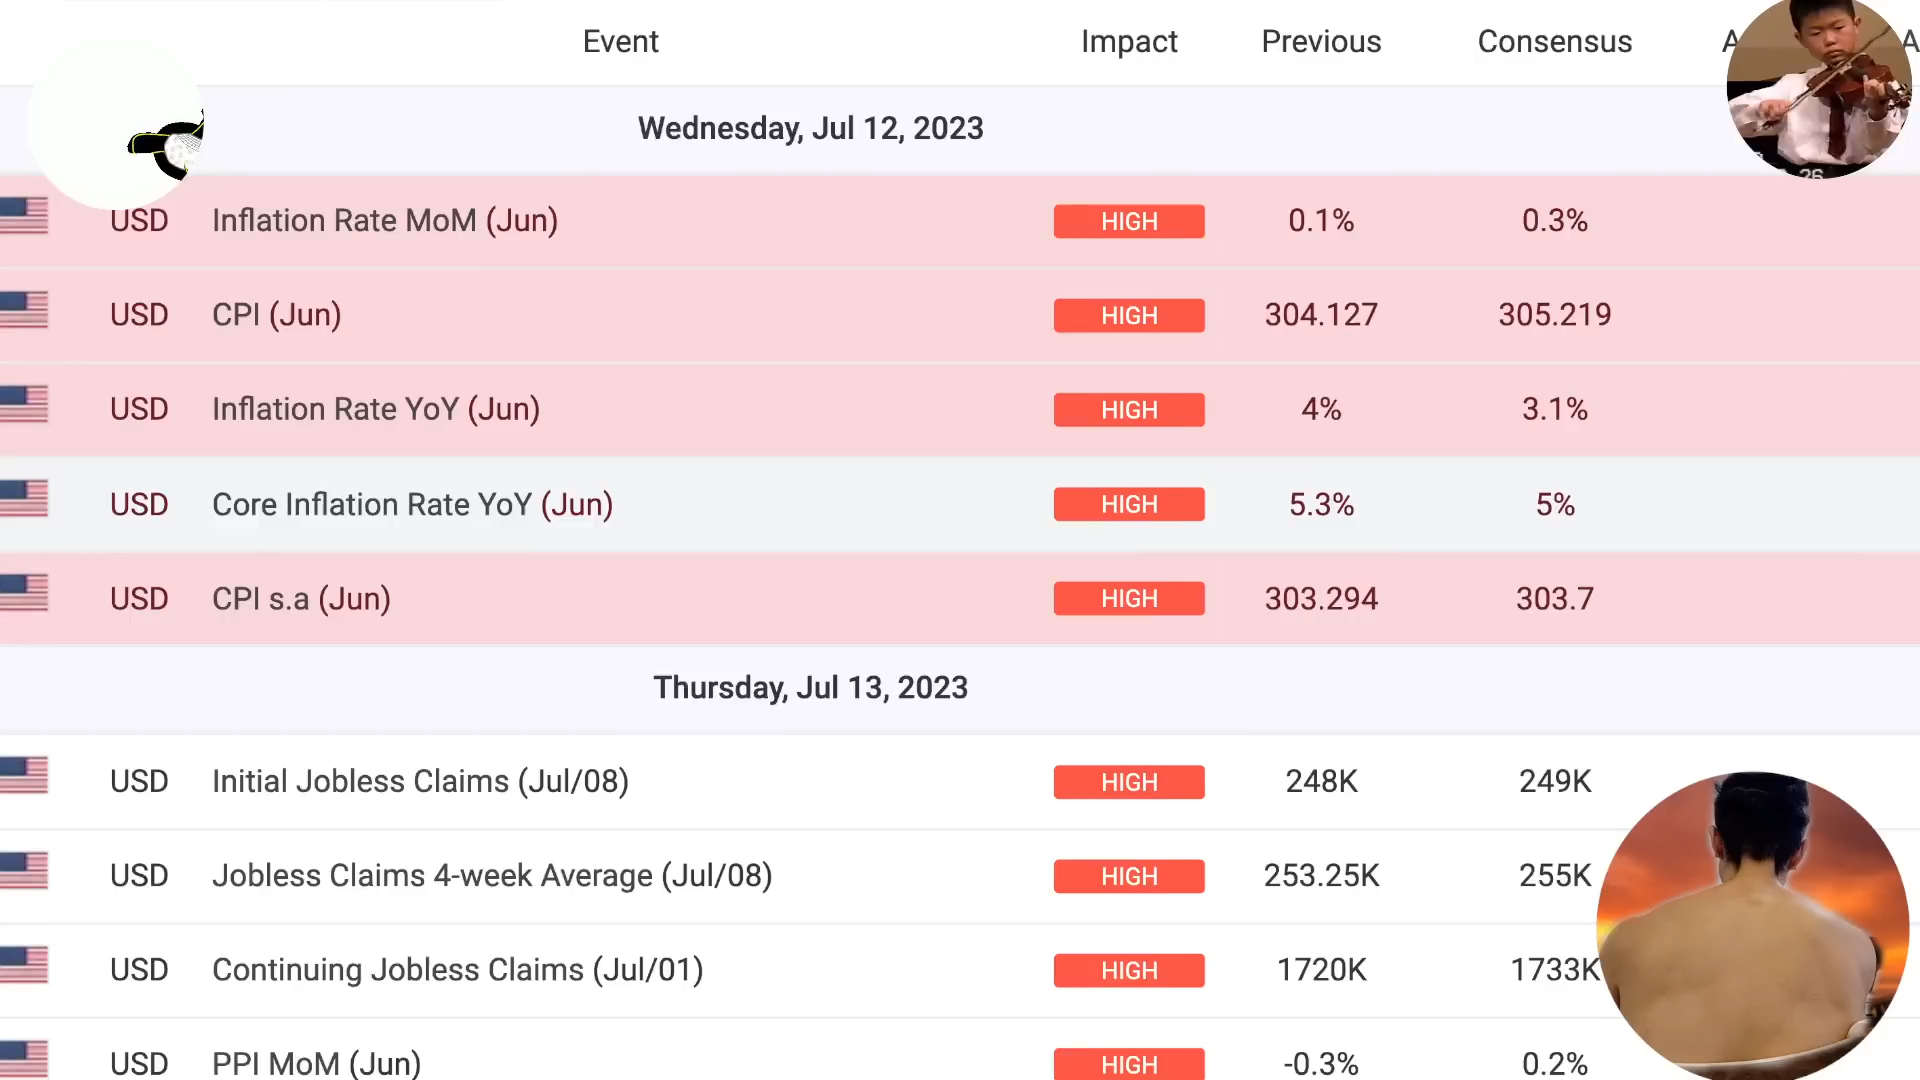 Event Impact Previous Consensus A A
Wednesday, Jul 12, 2023
USD Inflation Rate MoM (Jun) HIGH 0.1% 0.3%
USD CPI (Jun) HIGH 304.127 305.219
USD Inflation Rate YoY (Jun) HIGH 4% 3.1%
USD Core Inflation Rate YoY (Jun) HIGH 5.3% 5%
USD CPI s.a (Jun) HIGH 303.294 303.7
Thursday, Jul 13, 2023
USD Initial Jobless Claims (Jul/08) HIGH 248K 249K
USD Jobless Claims 4-week Average (Jul/08) HIGH 253.25K 255K
USD Continuing Jobless Claims (Jul/01) HIGH 1720K 1733K
USD PPI MoM (Jun) HIGH -0.3% 0.2%